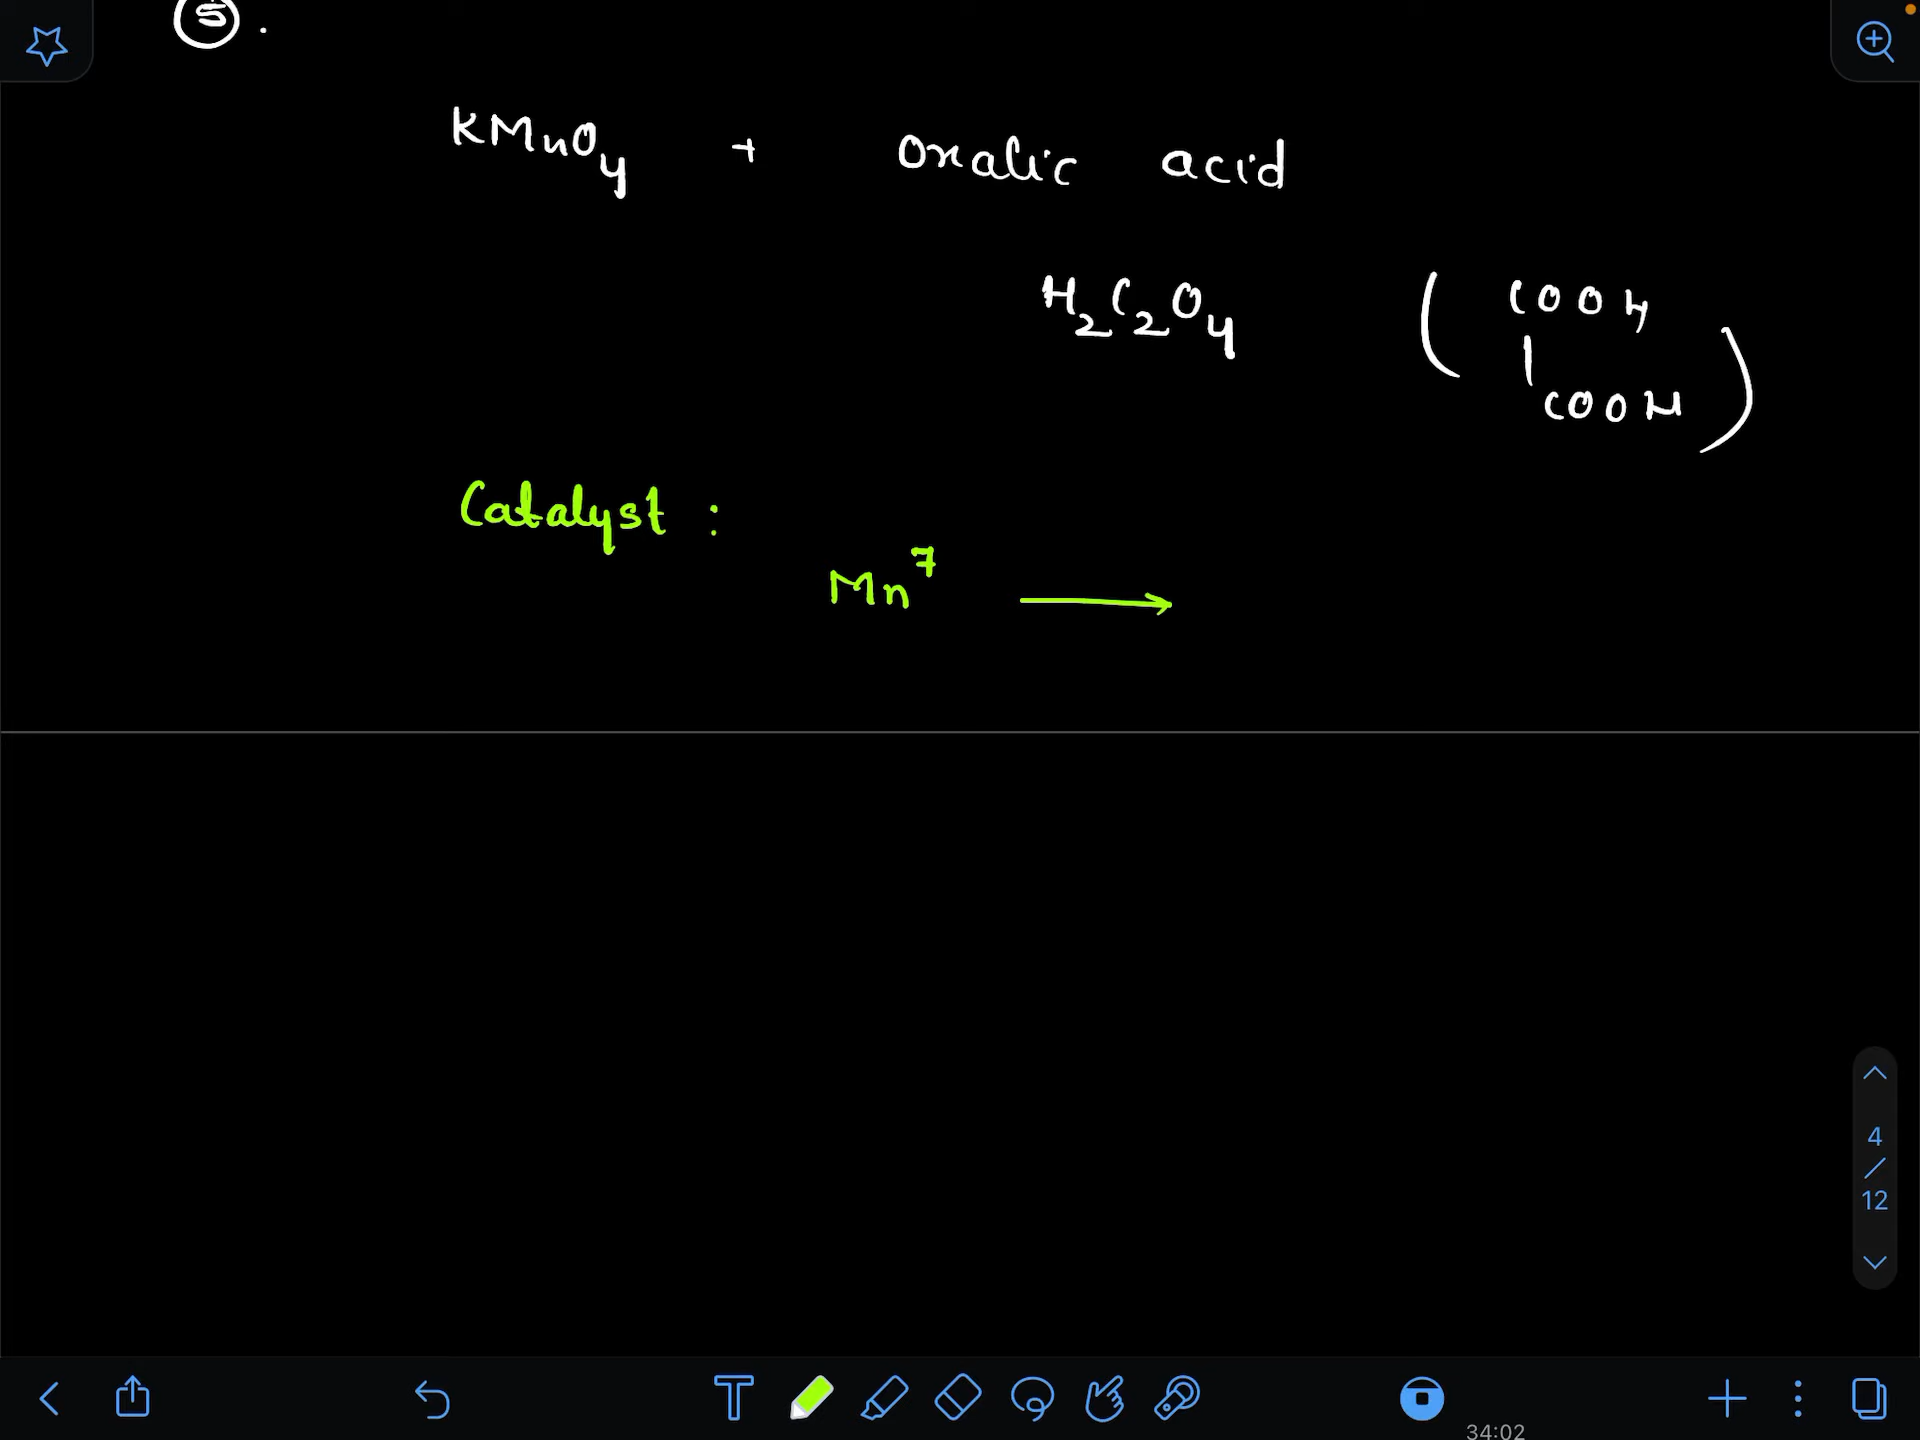 5.
KMnO4 + oxalic acid
H2C2O4 ( COOH
|
COOH )
Catalyst :
Mn7 ⟶
4
/
12
T
34:02